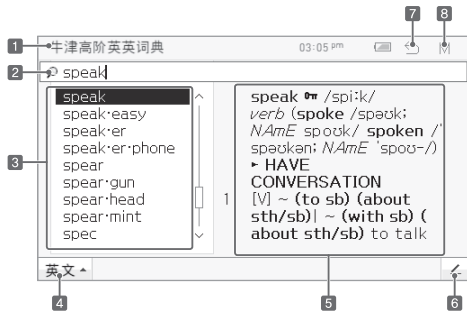 7
8
1
牛津高阶英英词典
03:05 pm
2
speak
3
speak
speak·easy
speak·er
speak·er·phone
spear
spear·gun
spear·head
spear·mint
spec
1
speak /spiːk/
verb (spoke /spəʊk;
NAmE spoʊk/ spoken /ˈ
spəʊkən; NAmE ˈspoʊ-/)
► HAVE
CONVERSATION
[V] ~ (to sb) (about
sth/sb)| ~ (with sb) (
about sth/sb) to talk
英文
4
5
6